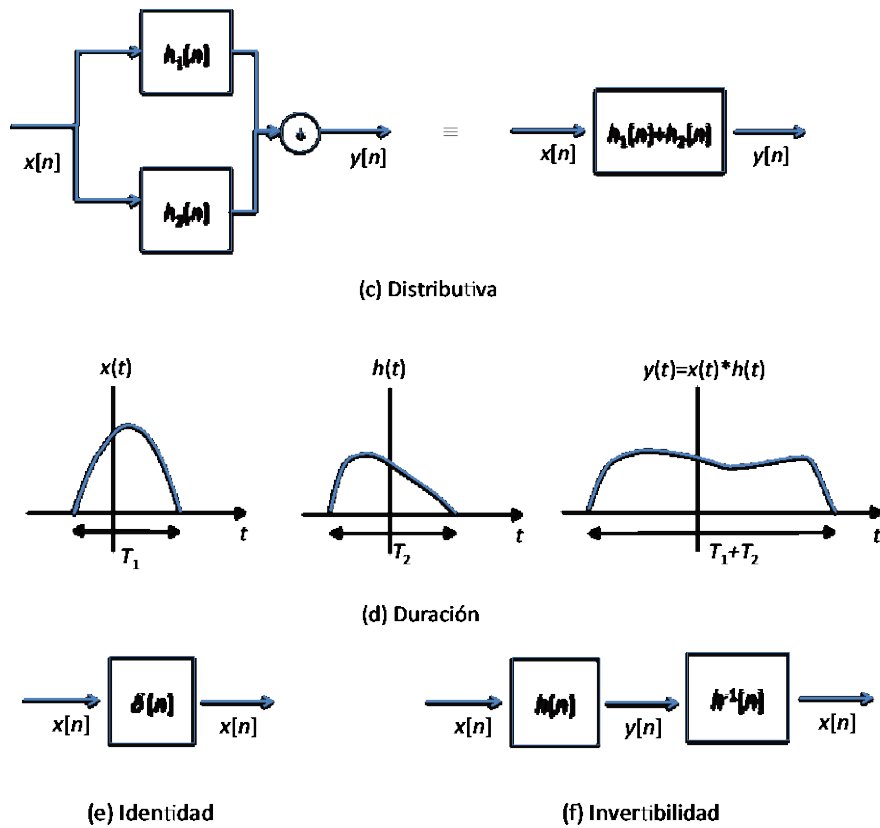 h₁[n]
x[n]
h₂[n]
+
y[n]
≡
x[n]
h₁[n]+h₂[n]
y[n]
(c) Distributiva
x(t)
t
T₁
h(t)
t
T₂
y(t)=x(t)*h(t)
t
T₁+T₂
(d) Duración
x[n]
δ[n]
x[n]
x[n]
h[n]
y[n]
h⁻¹[n]
x[n]
(e) Identidad
(f) Invertibilidad